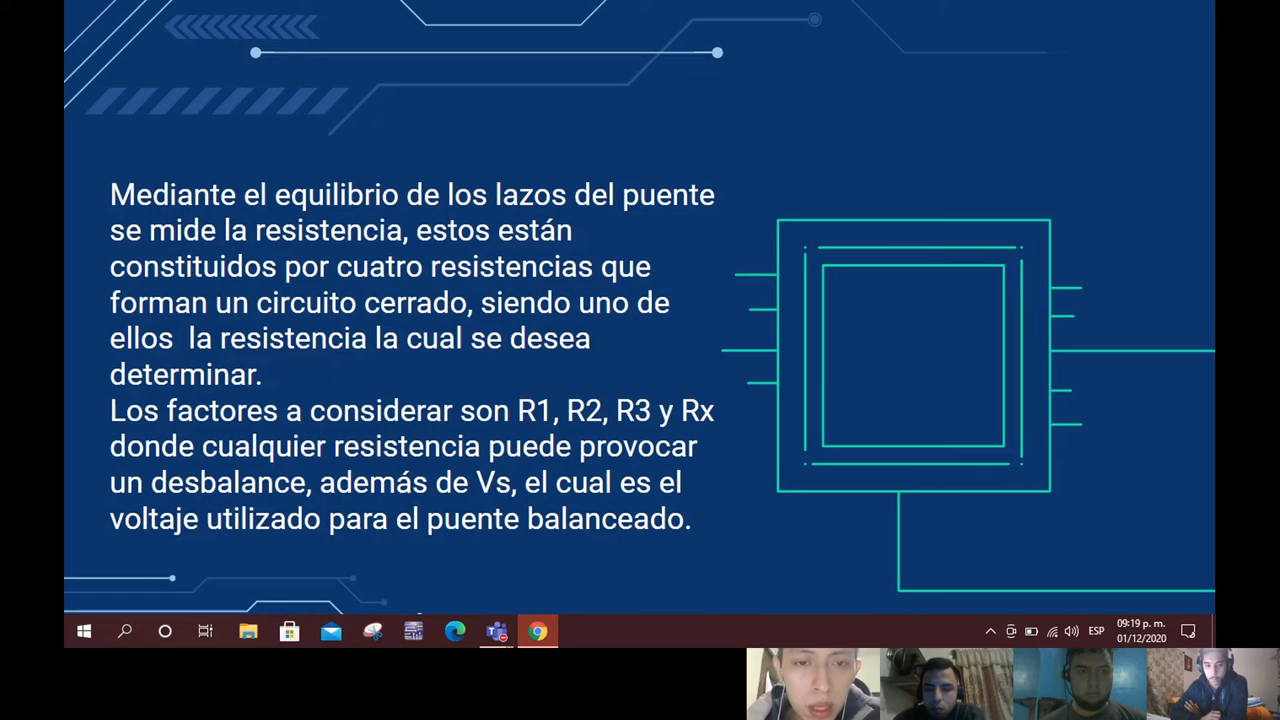 Mediante el equilibrio de los lazos del puente
se mide la resistencia, estos están
constituidos por cuatro resistencias que
forman un circuito cerrado, siendo uno de
ellos  la resistencia la cual se desea
determinar.
Los factores a considerar son R1, R2, R3 y Rx
donde cualquier resistencia puede provocar
un desbalance, además de Vs, el cual es el
voltaje utilizado para el puente balanceado.
ESP
09:19 p. m.
01/12/2020